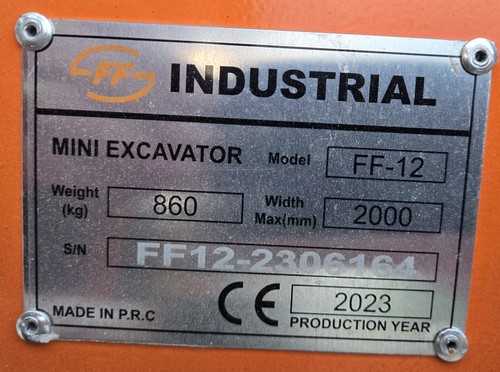 FF INDUSTRIAL
MINI EXCAVATOR Model FF-12
Weight (kg) 860 Width Max(mm) 2000
S/N FF12-2306164
MADE IN P.R.C CE 2023
PRODUCTION YEAR